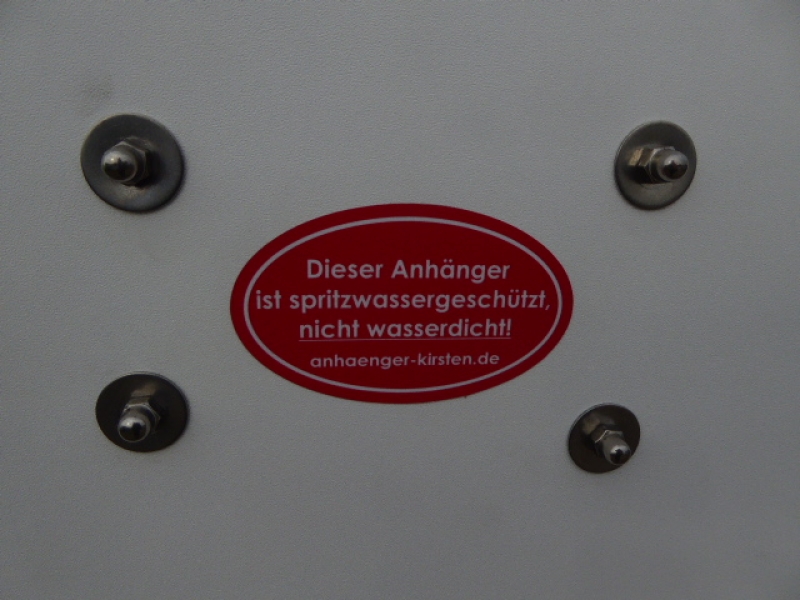 Dieser Anhänger
ist spritzwassergeschützt,
nicht wasserdicht!
anhaenger-kirsten.de